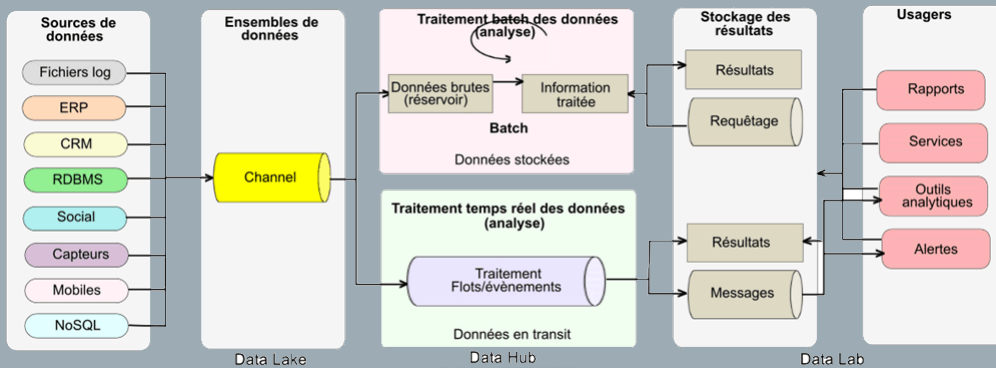 Sources de
données
Fichiers log
ERP
CRM
RDBMS
Social
Capteurs
Mobiles
NoSQL
Ensembles de
données
Channel
Data Lake
Traitement batch des données
(analyse)
Données brutes
(réservoir)
Information
traitée
Batch
Données stockées
Traitement temps réel des données
(analyse)
Traitement
Flots/évènements
Données en transit
Data Hub
Stockage des
résultats
Résultats
Requêtage
Résultats
Messages
Usagers
Rapports
Services
Outils
analytiques
Alertes
Data Lab